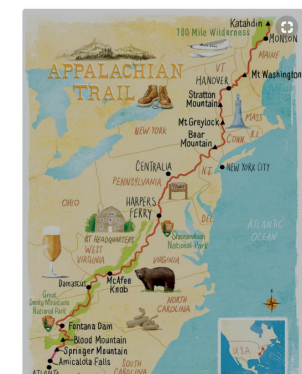 Katahdin
100 Mile Wilderness
MONSON
MAINE
APPALACHIAN
TRAIL
VT
HANOVER
Mt Washington
Stratton
Mountain
Mt Greylock
MASS
Bear
Mountain
CONN.
R.I.
NEW YORK
CENTRALIA
N.J.
NEW YORK CITY
PENNSYLVANIA
OHIO
HARPERS
FERRY
DEL
AT HEADQUARTERS
Shenandoah
National Park
WEST
VIRGINIA
VIRGINIA
ATLANTIC
OCEAN
Damascus
McAfee
Knob
Great
Smoky Mountains
National Park
NORTH
CAROLINA
Fontana Dam
Blood Mountain
Springer Mountain
Amicalola Falls
ATLANTA
SOUTH
CAROLINA
USA